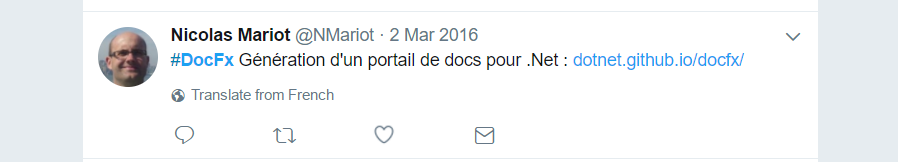 Nicolas Mariot @NMariot · 2 Mar 2016
#DocFx Génération d'un portail de docs pour .Net : dotnet.github.io/docfx/
Translate from French